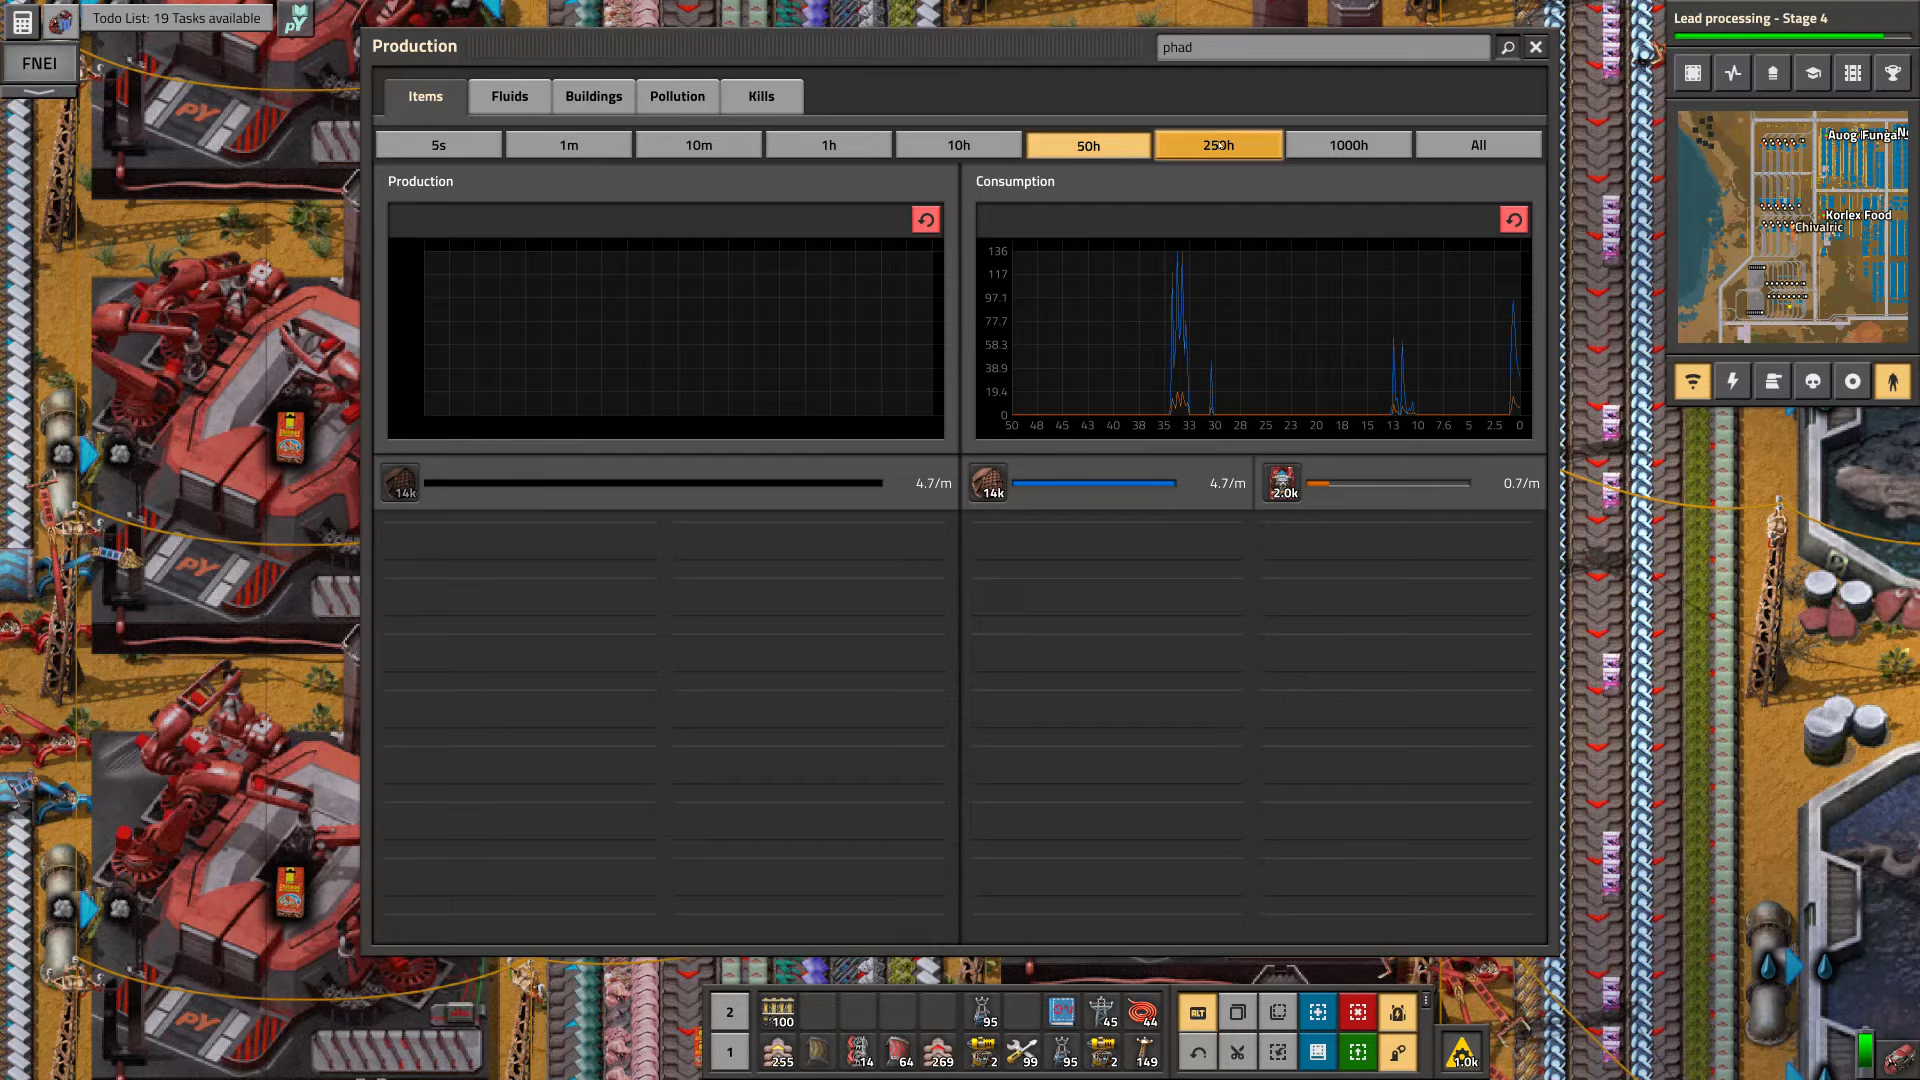 Todo List: 19 Tasks available
pY
FNEI
Production
phad
Items
Fluids
Buildings
Pollution
Kills
5s
1m
10m
1h
10h
50h
250h
1000h
All
Production
Consumption
136
117
97.1
77.7
58.3
38.9
19.4
0
50 48 45 43 40 38 35 33 30 28 25 23 20 18 15 13 10 7.6 5 2.5 0
14k
4.7/m
14k
4.7/m
2.0k
0.7/m
Lead processing - Stage 4
Auog Funga
Korlex Food
Chivalric
PY
PY
PY
2
100
95
45
44
ALT
1
255
14
64
269
2
99
95
2
149
1.0k